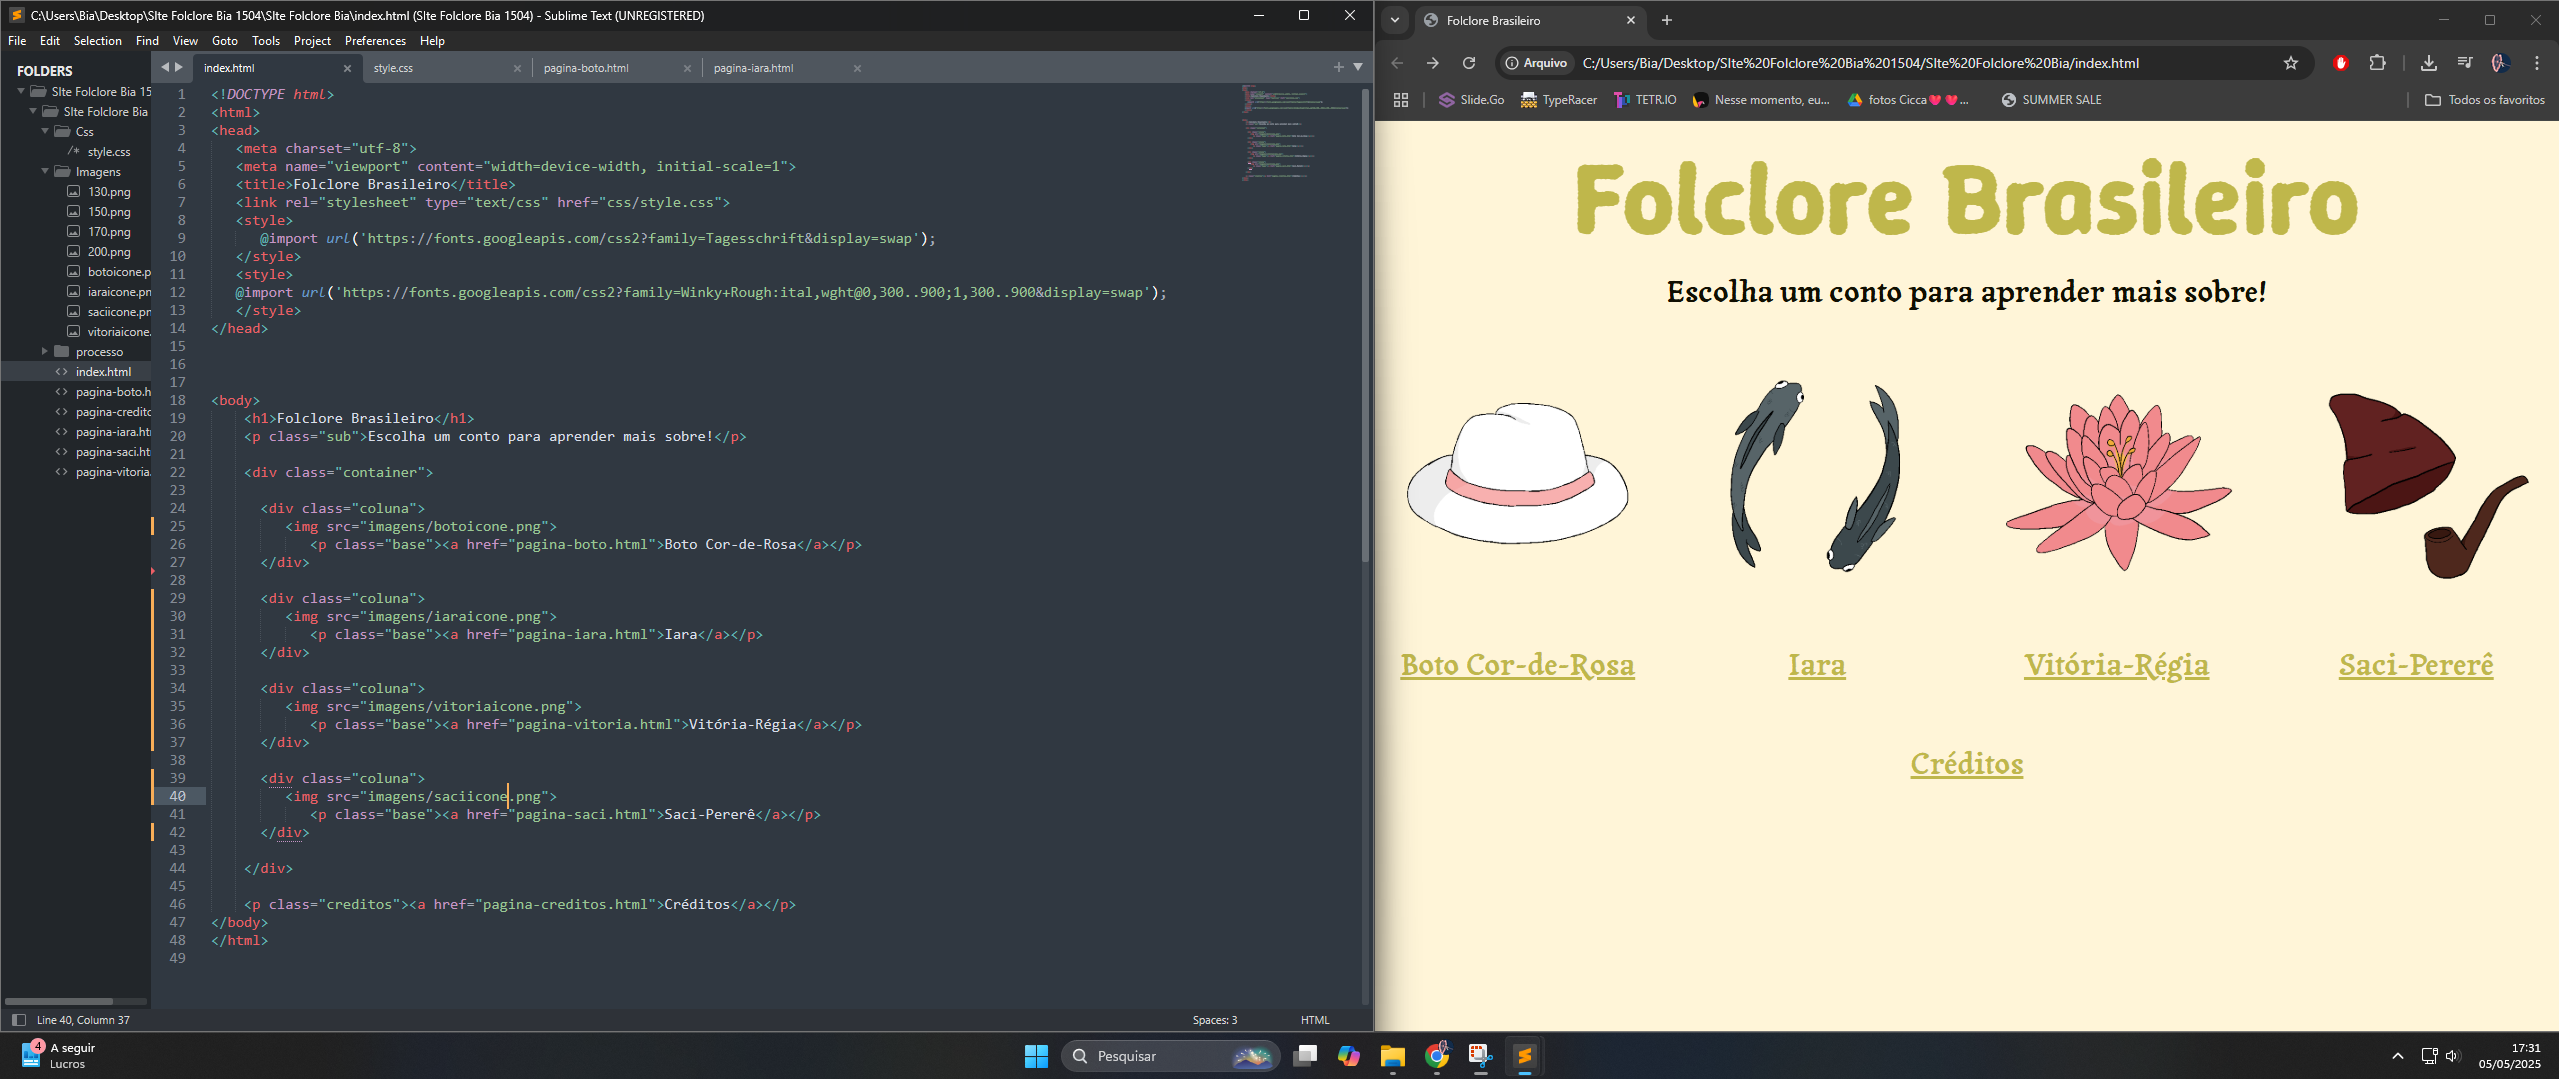 C:\Users\Bia\Desktop\SIte Folclore Bia 1504\SIte Folclore Bia\index.html (SIte Folclore Bia 1504) - Sublime Text (UNREGISTERED)
File Edit Selection Find View Goto Tools Project Preferences Help
FOLDERS
SIte Folclore Bia 15
SIte Folclore Bia
Css
/* style.css
Imagens
130.png
150.png
170.png
200.png
botoicone.p
iaraicone.pn
saciicone.pn
vitoriaicone.
processo
index.html
pagina-boto.h
pagina-credito
pagina-iara.htm
pagina-saci.htm
pagina-vitoria.
index.html style.css pagina-boto.html pagina-iara.html
1 <!DOCTYPE html>
2 <html>
3 <head>
4 <meta charset="utf-8">
5 <meta name="viewport" content="width=device-width, initial-scale=1">
6 <title>Folclore Brasileiro</title>
7 <link rel="stylesheet" type="text/css" href="css/style.css">
8 <style>
9 @import url('https://fonts.googleapis.com/css2?family=Tagesschrift&display=swap');
10 </style>
11 <style>
12 @import url('https://fonts.googleapis.com/css2?family=Winky+Rough:ital,wght@0,300..900;1,300..900&display=swap');
13 </style>
14 </head>
15
16
17
18 <body>
19 <h1>Folclore Brasileiro</h1>
20 <p class="sub">Escolha um conto para aprender mais sobre!</p>
21
22 <div class="container">
23
24 <div class="coluna">
25 <img src="imagens/botoicone.png">
26 <p class="base"><a href="pagina-boto.html">Boto Cor-de-Rosa</a></p>
27 </div>
28
29 <div class="coluna">
30 <img src="imagens/iaraicone.png">
31 <p class="base"><a href="pagina-iara.html">Iara</a></p>
32 </div>
33
34 <div class="coluna">
35 <img src="imagens/vitoriaicone.png">
36 <p class="base"><a href="pagina-vitoria.html">Vitória-Régia</a></p>
37 </div>
38
39 <div class="coluna">
40 <img src="imagens/saciicone.png">
41 <p class="base"><a href="pagina-saci.html">Saci-Pererê</a></p>
42 </div>
43
44 </div>
45
46 <p class="creditos"><a href="pagina-creditos.html">Créditos</a></p>
47 </body>
48 </html>
49
Line 40, Column 37
Spaces: 3 HTML
Folclore Brasileiro
Arquivo C:/Users/Bia/Desktop/SIte%20Folclore%20Bia%201504/SIte%20Folclore%20Bia/index.html
Slide.Go TypeRacer TETR.IO Nesse momento, eu... fotos Cicca❤️❤️... SUMMER SALE Todos os favoritos
Folclore Brasileiro
Escolha um conto para aprender mais sobre!
Boto Cor-de-Rosa Iara Vitória-Régia Saci-Pererê
Créditos
4
A seguir
Lucros
Pesquisar
17:31
05/05/2025